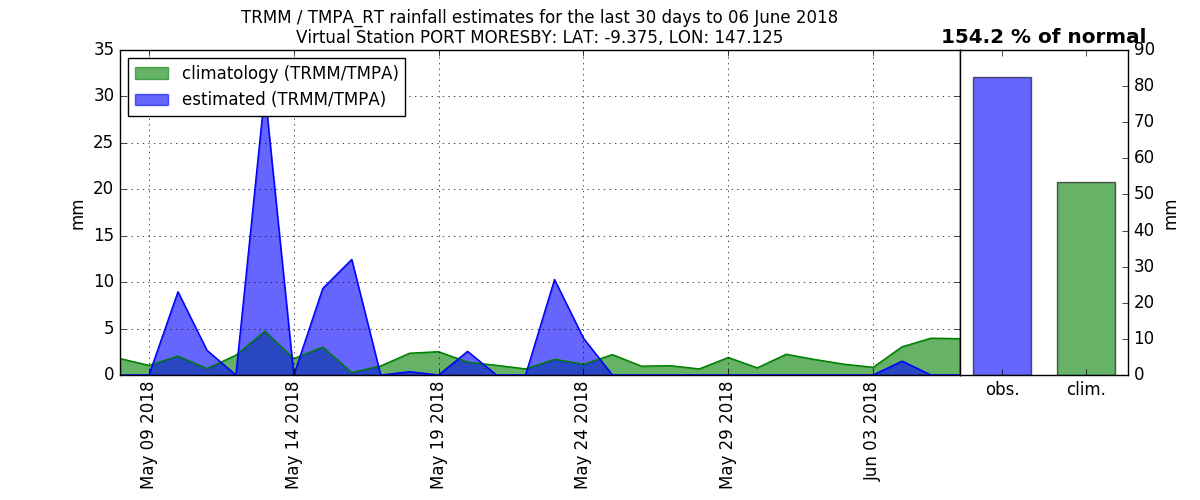 TRMM / TMPA_RT rainfall estimates for the last 30 days to 06 June 2018
Virtual Station PORT MORESBY: LAT: -9.375, LON: 147.125
154.2 % of normal
climatology (TRMM/TMPA)
estimated (TRMM/TMPA)
35
30
25
20
15
10
5
0
mm
May 09 2018
May 14 2018
May 19 2018
May 24 2018
May 29 2018
Jun 03 2018
90
80
70
60
50
40
30
20
10
0
mm
obs.
clim.